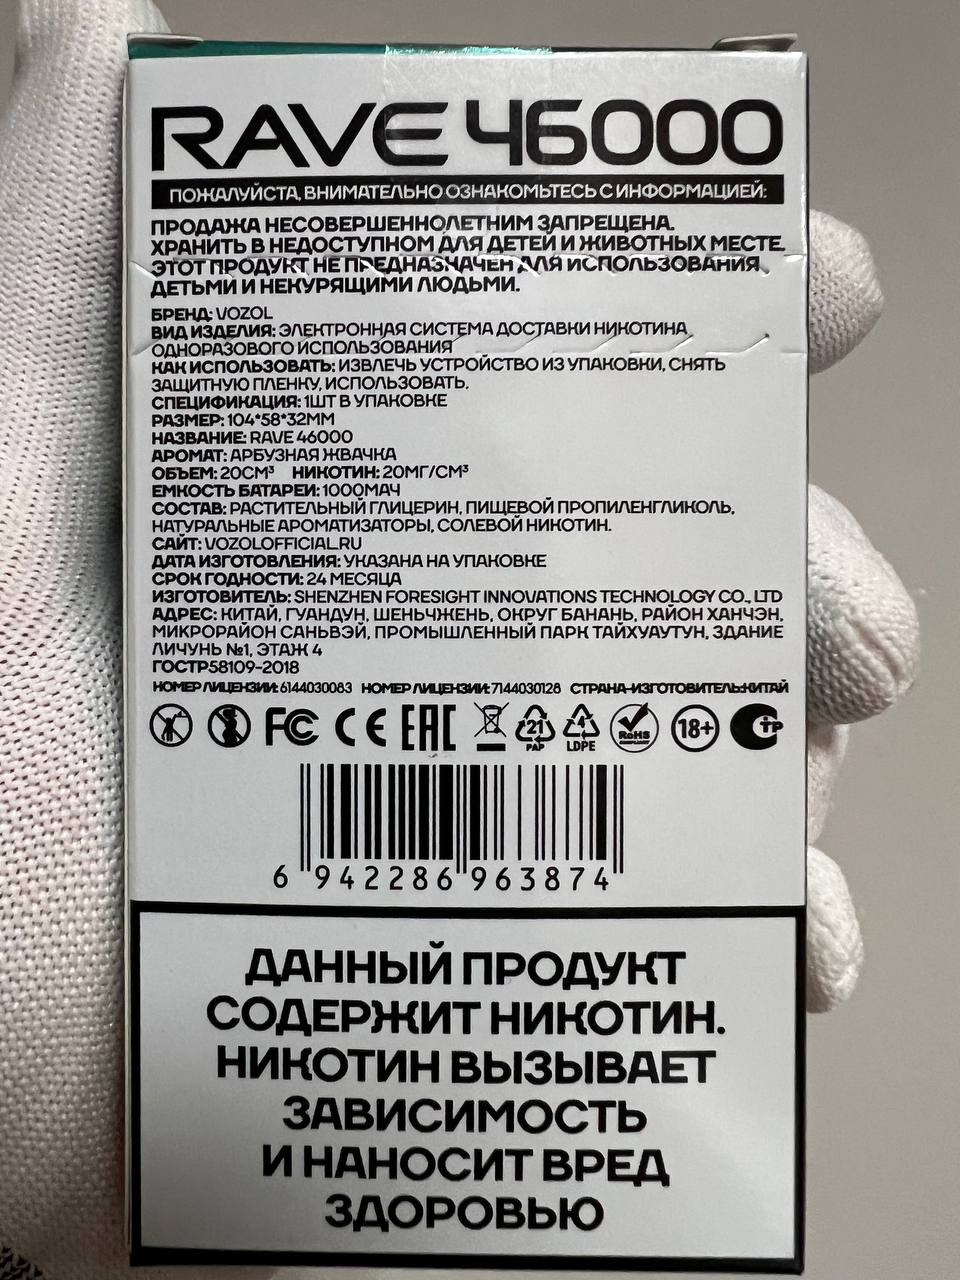 RAVE 46000
ПОЖАЛУЙСТА, ВНИМАТЕЛЬНО ОЗНАКОМЬТЕСЬ С ИНФОРМАЦИЕЙ:
ПРОДАЖА НЕСОВЕРШЕННОЛЕТНИМ ЗАПРЕЩЕНА.
ХРАНИТЬ В НЕДОСТУПНОМ ДЛЯ ДЕТЕЙ И ЖИВОТНЫХ МЕСТЕ.
ЭТОТ ПРОДУКТ НЕ ПРЕДНАЗНАЧЕН ДЛЯ ИСПОЛЬЗОВАНИЯ
ДЕТЬМИ И НЕКУРЯЩИМИ ЛЮДЬМИ.
БРЕНД: VOZOL
ВИД ИЗДЕЛИЯ: ЭЛЕКТРОННАЯ СИСТЕМА ДОСТАВКИ НИКОТИНА
ОДНОРАЗОВОГО ИСПОЛЬЗОВАНИЯ
КАК ИСПОЛЬЗОВАТЬ: ИЗВЛЕЧЬ УСТРОЙСТВО ИЗ УПАКОВКИ, СНЯТЬ
ЗАЩИТНУЮ ПЛЕНКУ, ИСПОЛЬЗОВАТЬ.
СПЕЦИФИКАЦИЯ: 1ШТ В УПАКОВКЕ
РАЗМЕР: 104*58*32ММ
НАЗВАНИЕ: RAVE 46000
АРОМАТ: АРБУЗНАЯ ЖВАЧКА
ОБЪЕМ: 20СМ³ НИКОТИН: 20МГ/СМ³
ЕМКОСТЬ БАТАРЕИ: 1000МАЧ
СОСТАВ: РАСТИТЕЛЬНЫЙ ГЛИЦЕРИН, ПИЩЕВОЙ ПРОПИЛЕНГЛИКОЛЬ,
НАТУРАЛЬНЫЕ АРОМАТИЗАТОРЫ, СОЛЕВОЙ НИКОТИН.
САЙТ: VOZOLOFFICIAL.RU
ДАТА ИЗГОТОВЛЕНИЯ: УКАЗАНА НА УПАКОВКЕ
СРОК ГОДНОСТИ: 24 МЕСЯЦА
ИЗГОТОВИТЕЛЬ: SHENZHEN FORESIGHT INNOVATIONS TECHNOLOGY CO., LTD
АДРЕС: КИТАЙ, ГУАНДУН, ШЕНЬЧЖЕНЬ, ОКРУГ БАНАНЬ, РАЙОН ХАНЧЭН,
МИКРОРАЙОН САНЬВЭЙ, ПРОМЫШЛЕННЫЙ ПАРК ТАЙХУАУТУН, ЗДАНИЕ
ЛИЧУНЬ №1, ЭТАЖ 4
ГОСТР58109-2018
НОМЕР ЛИЦЕНЗИИ: 6144030083 НОМЕР ЛИЦЕНЗИИ: 7144030128 СТРАНА-ИЗГОТОВИТЕЛЬ:КИТАЙ
FC CE EAC 21 PAP 4 LDPE RoHS COMPLIANT 18+ СТР
6 942286 963874
ДАННЫЙ ПРОДУКТ
СОДЕРЖИТ НИКОТИН.
НИКОТИН ВЫЗЫВАЕТ
ЗАВИСИМОСТЬ
И НАНОСИТ ВРЕД
ЗДОРОВЬЮ